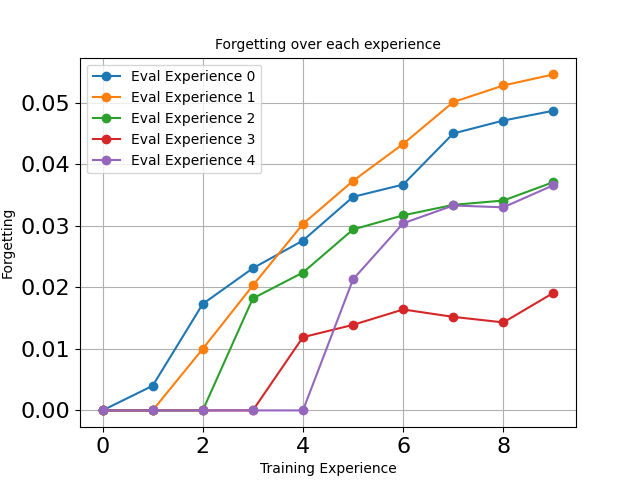 Forgetting over each experience
Eval Experience 0
Eval Experience 1
Eval Experience 2
Eval Experience 3
Eval Experience 4
0.05
0.04
0.03
0.02
0.01
0.00
Forgetting
0 2 4 6 8
Training Experience